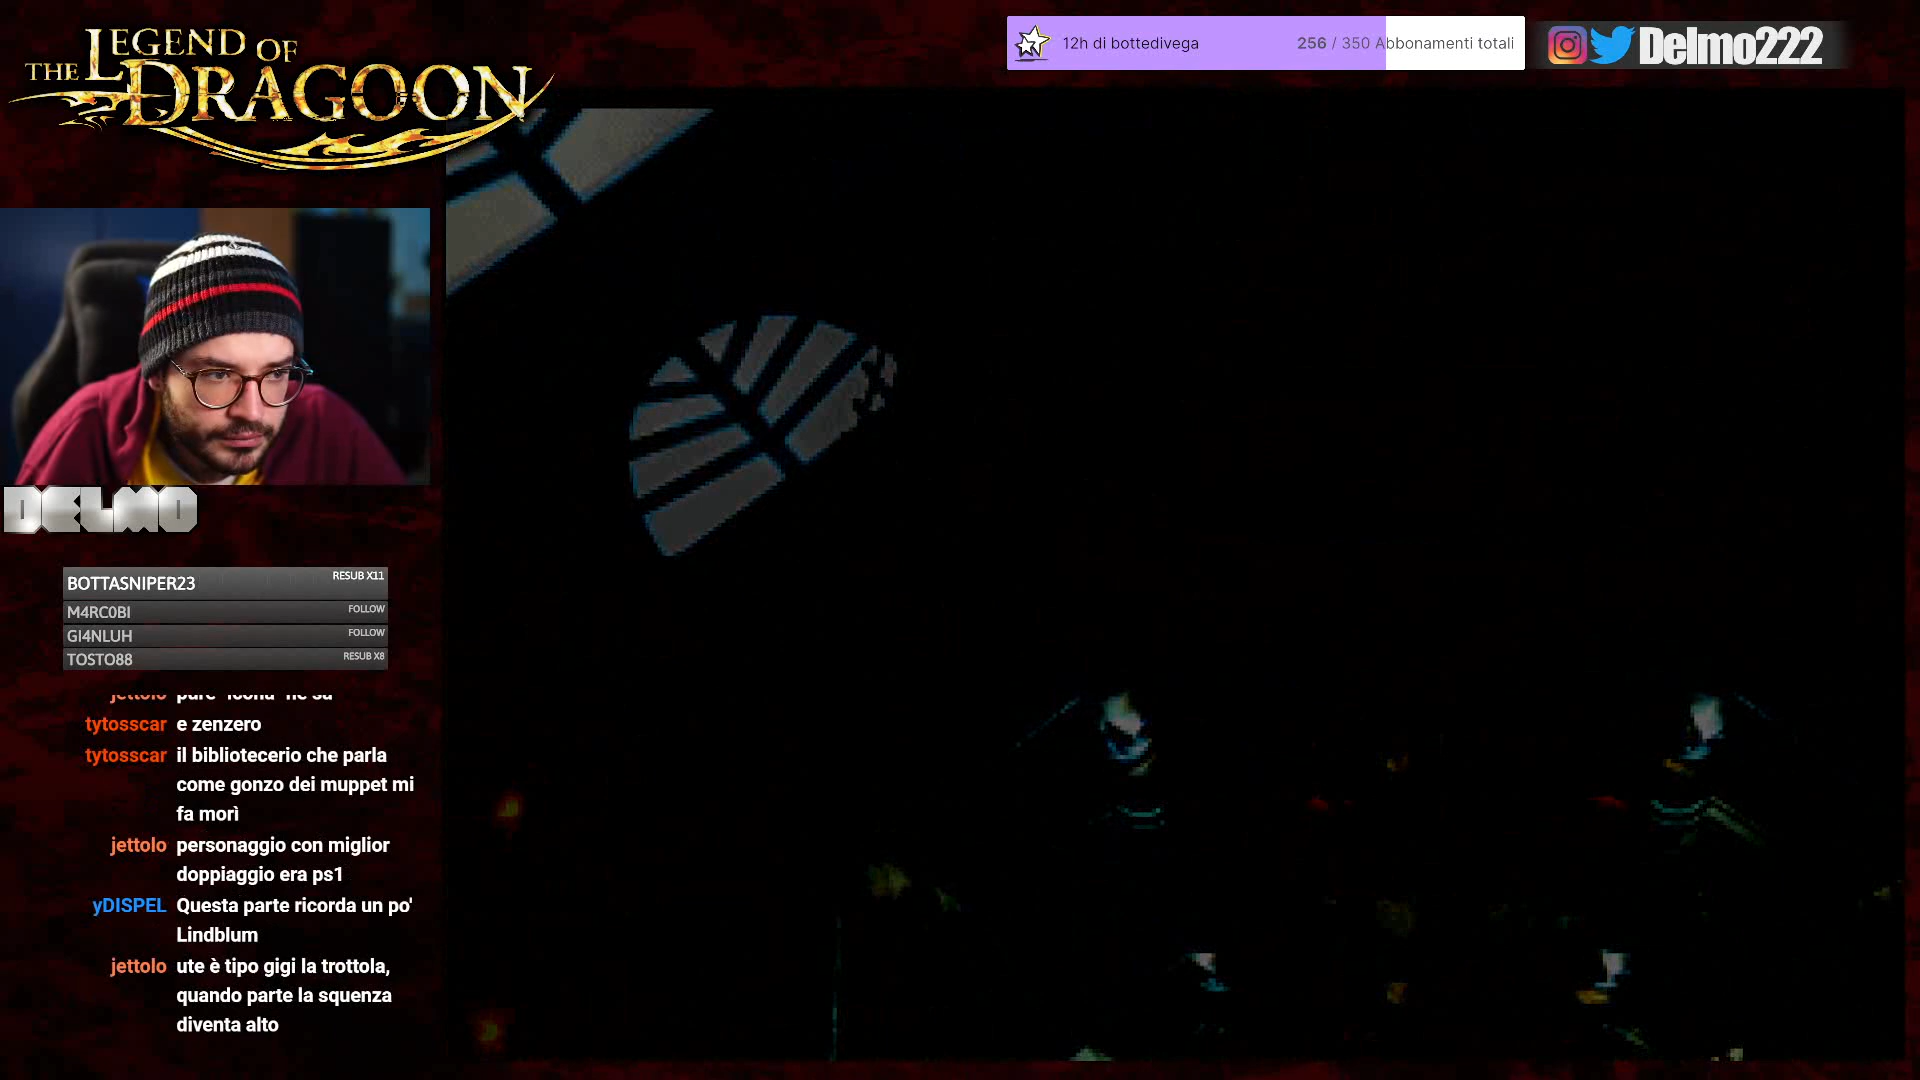 LEGEND OF
THE DRAGOON
12h di bottedivega
256 / 350 Abbonamenti totali
Delmo222
DELMO
BOTTASNIPER23 RESUB X11
M4RC0BI FOLLOW
GI4NLUH FOLLOW
TOSTO88 RESUB X8
jettolo
tytosscar e zenzero
tytosscar il bibliotecerio che parla
come gonzo dei muppet mi
fa morì
jettolo personaggio con miglior
doppiaggio era ps1
yDISPEL Questa parte ricorda un po'
Lindblum
jettolo ute è tipo gigi la trottola,
quando parte la squenza
diventa alto